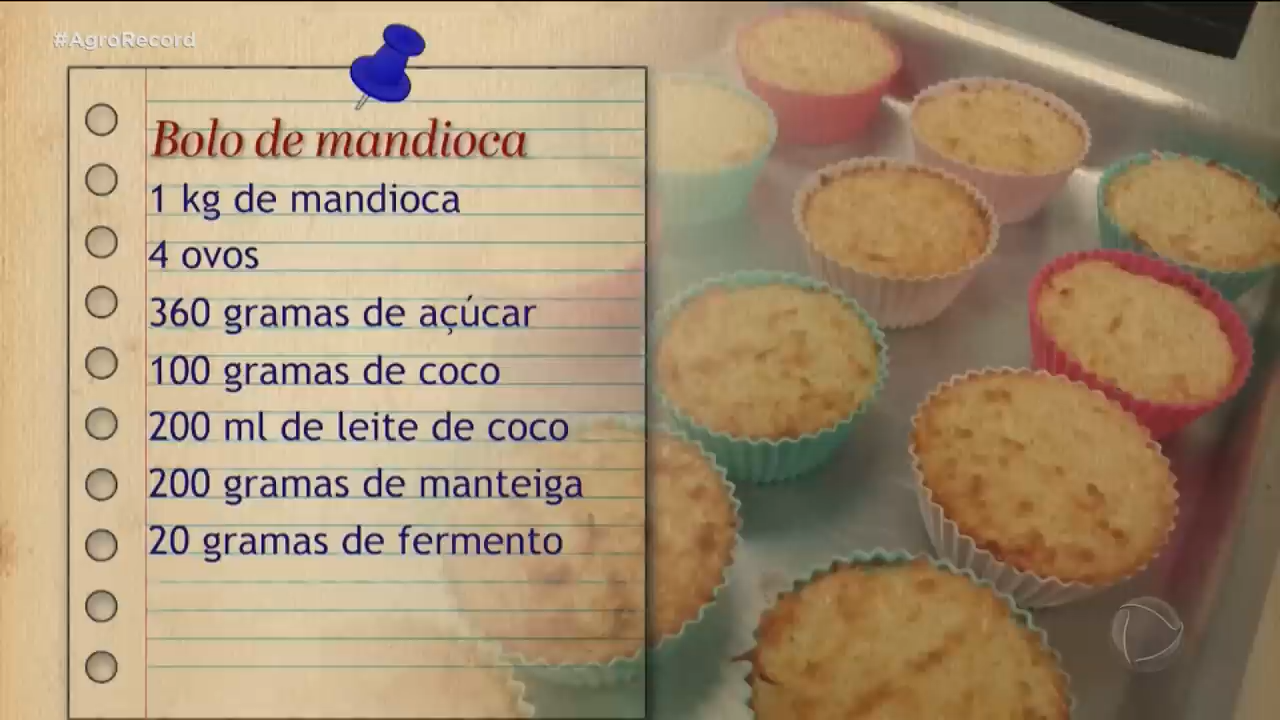 #AgroRecord
Bolo de mandioca
1 kg de mandioca
4 ovos
360 gramas de açúcar
100 gramas de coco
200 ml de leite de coco
200 gramas de manteiga
20 gramas de fermento